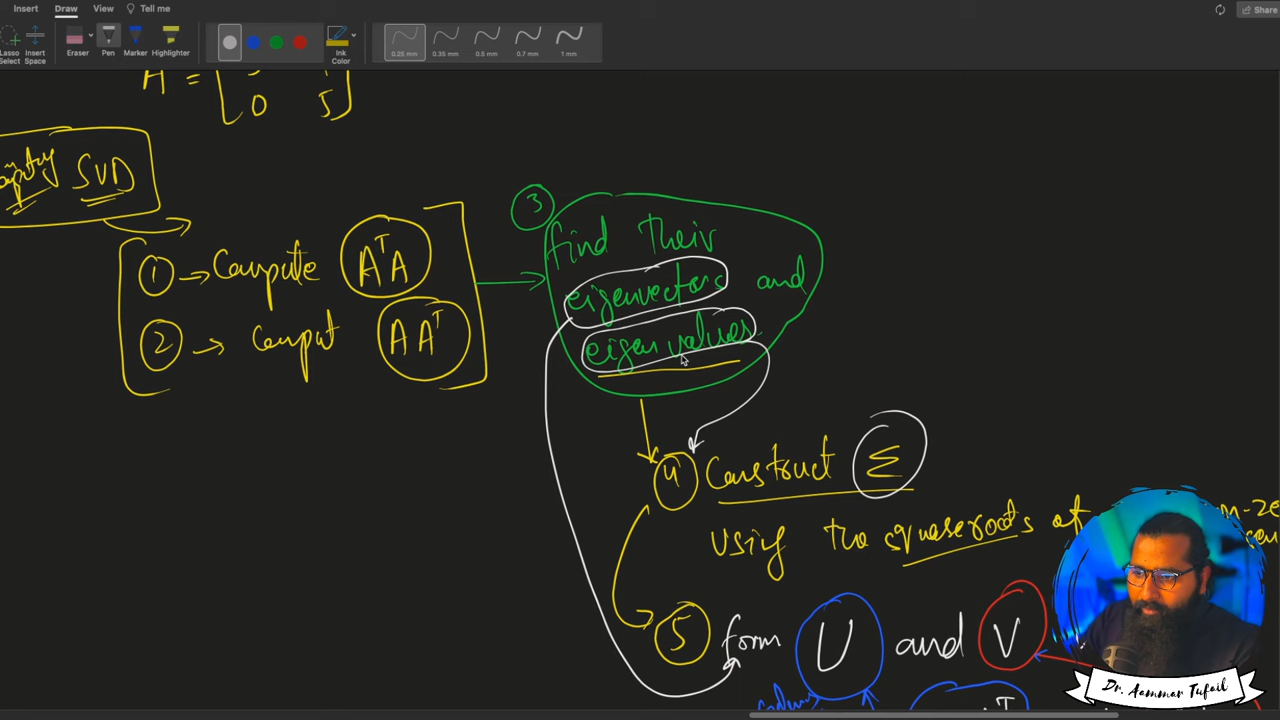 Insert Draw View Tell me
Share
Lasso Select
Insert Space
Eraser
Pen
Marker
Highlighter
Ink Color
0.25 mm
0.35 mm
0.5 mm
0.7 mm
1 mm
A =
0 5
SVD
① → Compute AᵀA
② → Comput AAᵀ
③
find their
eigenvectors and
eigen values.
④ Construct Σ
Using the squareroots of
⑤ form U and V
Dr. Aammar Tufail